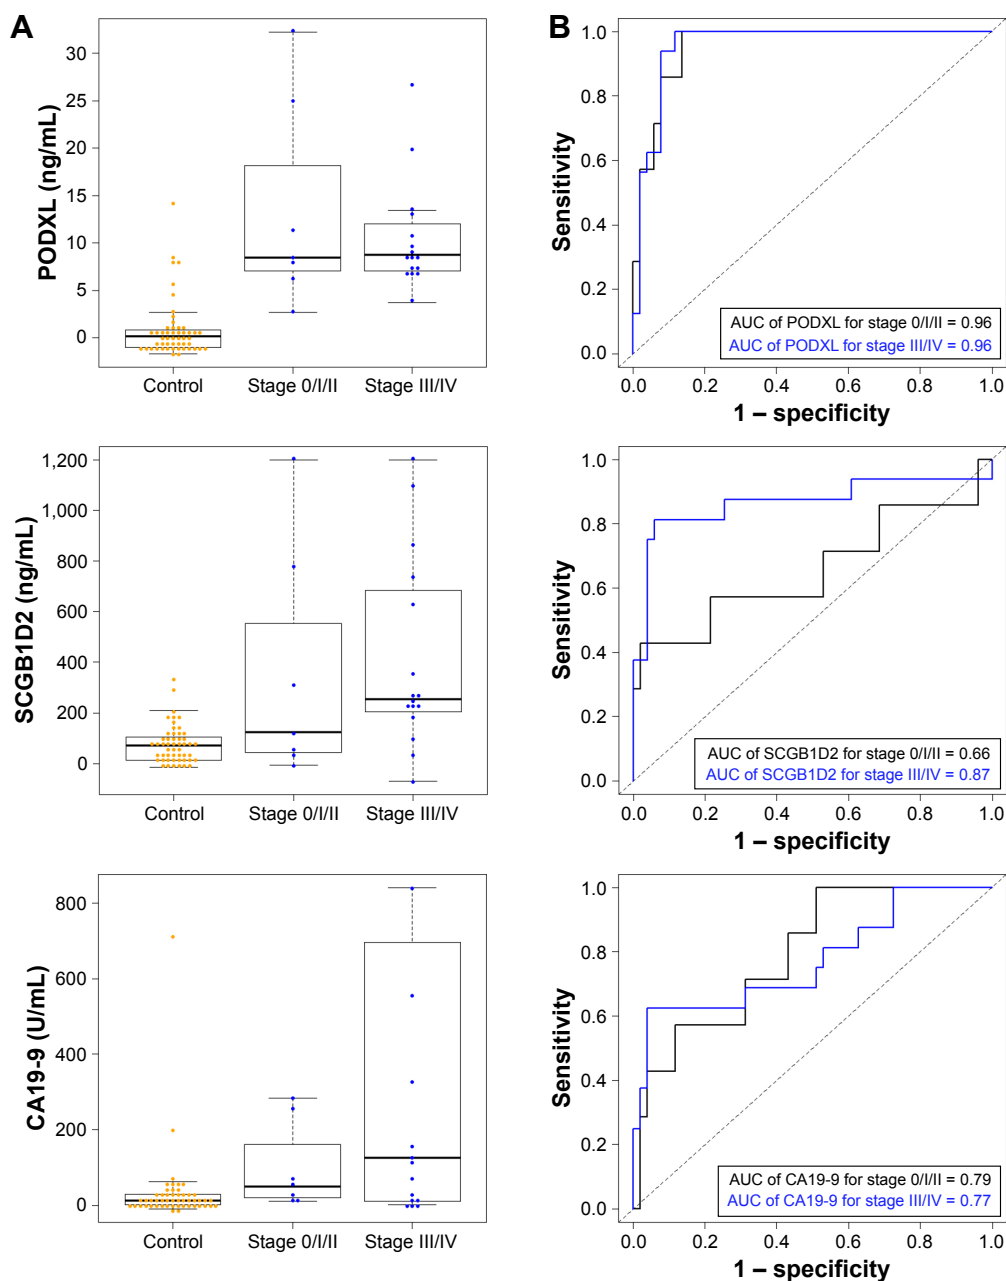 A
PODXL (ng/mL)
30
25
20
15
10
5
0
Control
Stage 0/I/II
Stage III/IV
B
Sensitivity
1.0
0.8
0.6
0.4
0.2
0.0
AUC of PODXL for stage 0/I/II = 0.96
AUC of PODXL for stage III/IV = 0.96
0.0
0.2
0.4
0.6
0.8
1.0
1 – specificity
SCGB1D2 (ng/mL)
1,200
1,000
800
600
400
200
0
Control
Stage 0/I/II
Stage III/IV
Sensitivity
1.0
0.8
0.6
0.4
0.2
0.0
AUC of SCGB1D2 for stage 0/I/II = 0.66
AUC of SCGB1D2 for stage III/IV = 0.87
0.0
0.2
0.4
0.6
0.8
1.0
1 – specificity
CA19-9 (U/mL)
800
600
400
200
0
Control
Stage 0/I/II
Stage III/IV
Sensitivity
1.0
0.8
0.6
0.4
0.2
0.0
AUC of CA19-9 for stage 0/I/II = 0.79
AUC of CA19-9 for stage III/IV = 0.77
0.0
0.2
0.4
0.6
0.8
1.0
1 – specificity